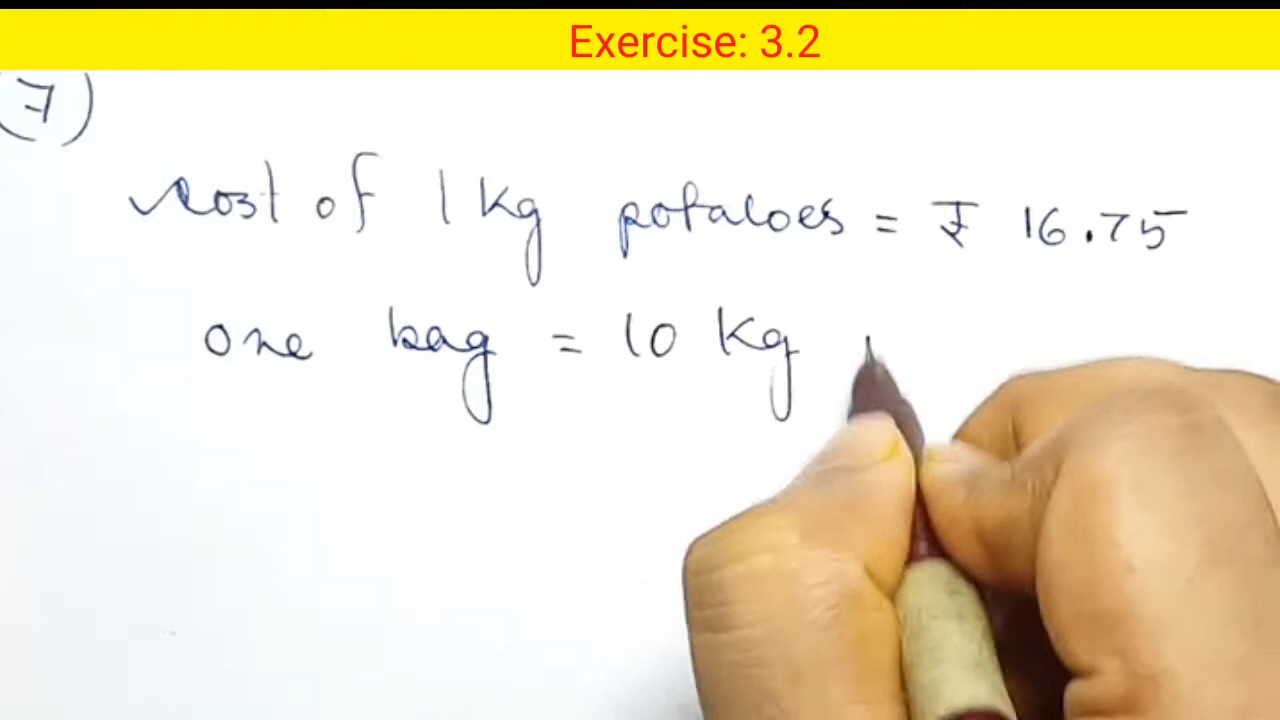 Exercise: 3.2
(7)
cost of 1 kg potatoes = ₹ 16.75
one bag = 10 Kg